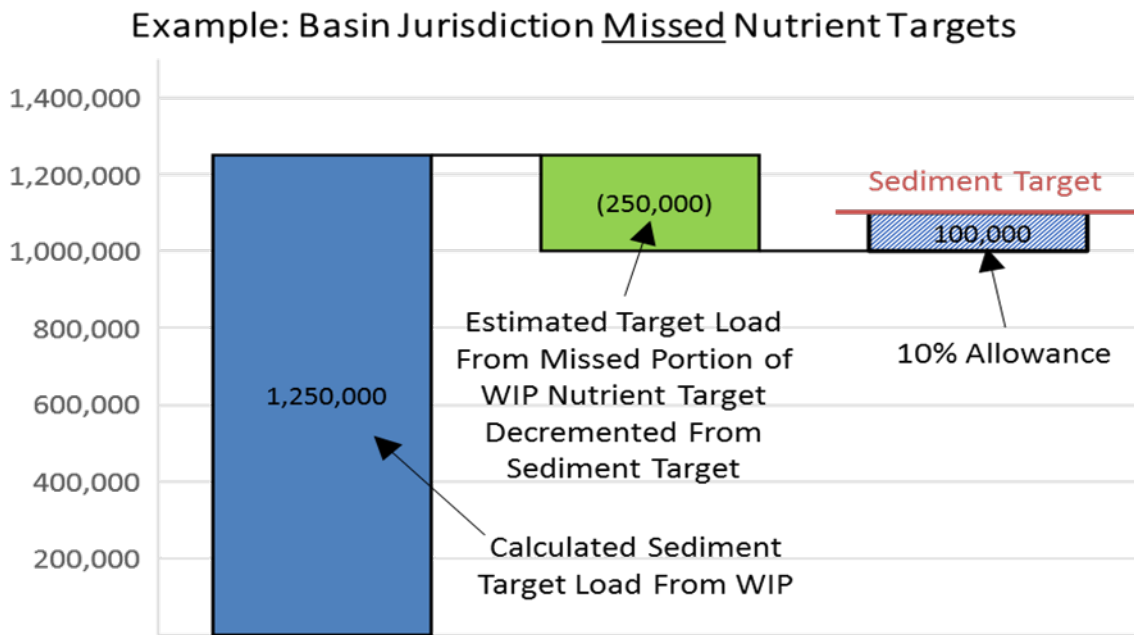 Example: Basin Jurisdiction Missed Nutrient Targets
1,400,000
1,200,000
1,000,000
800,000
600,000
400,000
200,000
1,250,000
(250,000)
Sediment Target
100,000
Estimated Target Load
From Missed Portion of
WIP Nutrient Target
Decremented From
Sediment Target
10% Allowance
Calculated Sediment
Target Load From WIP